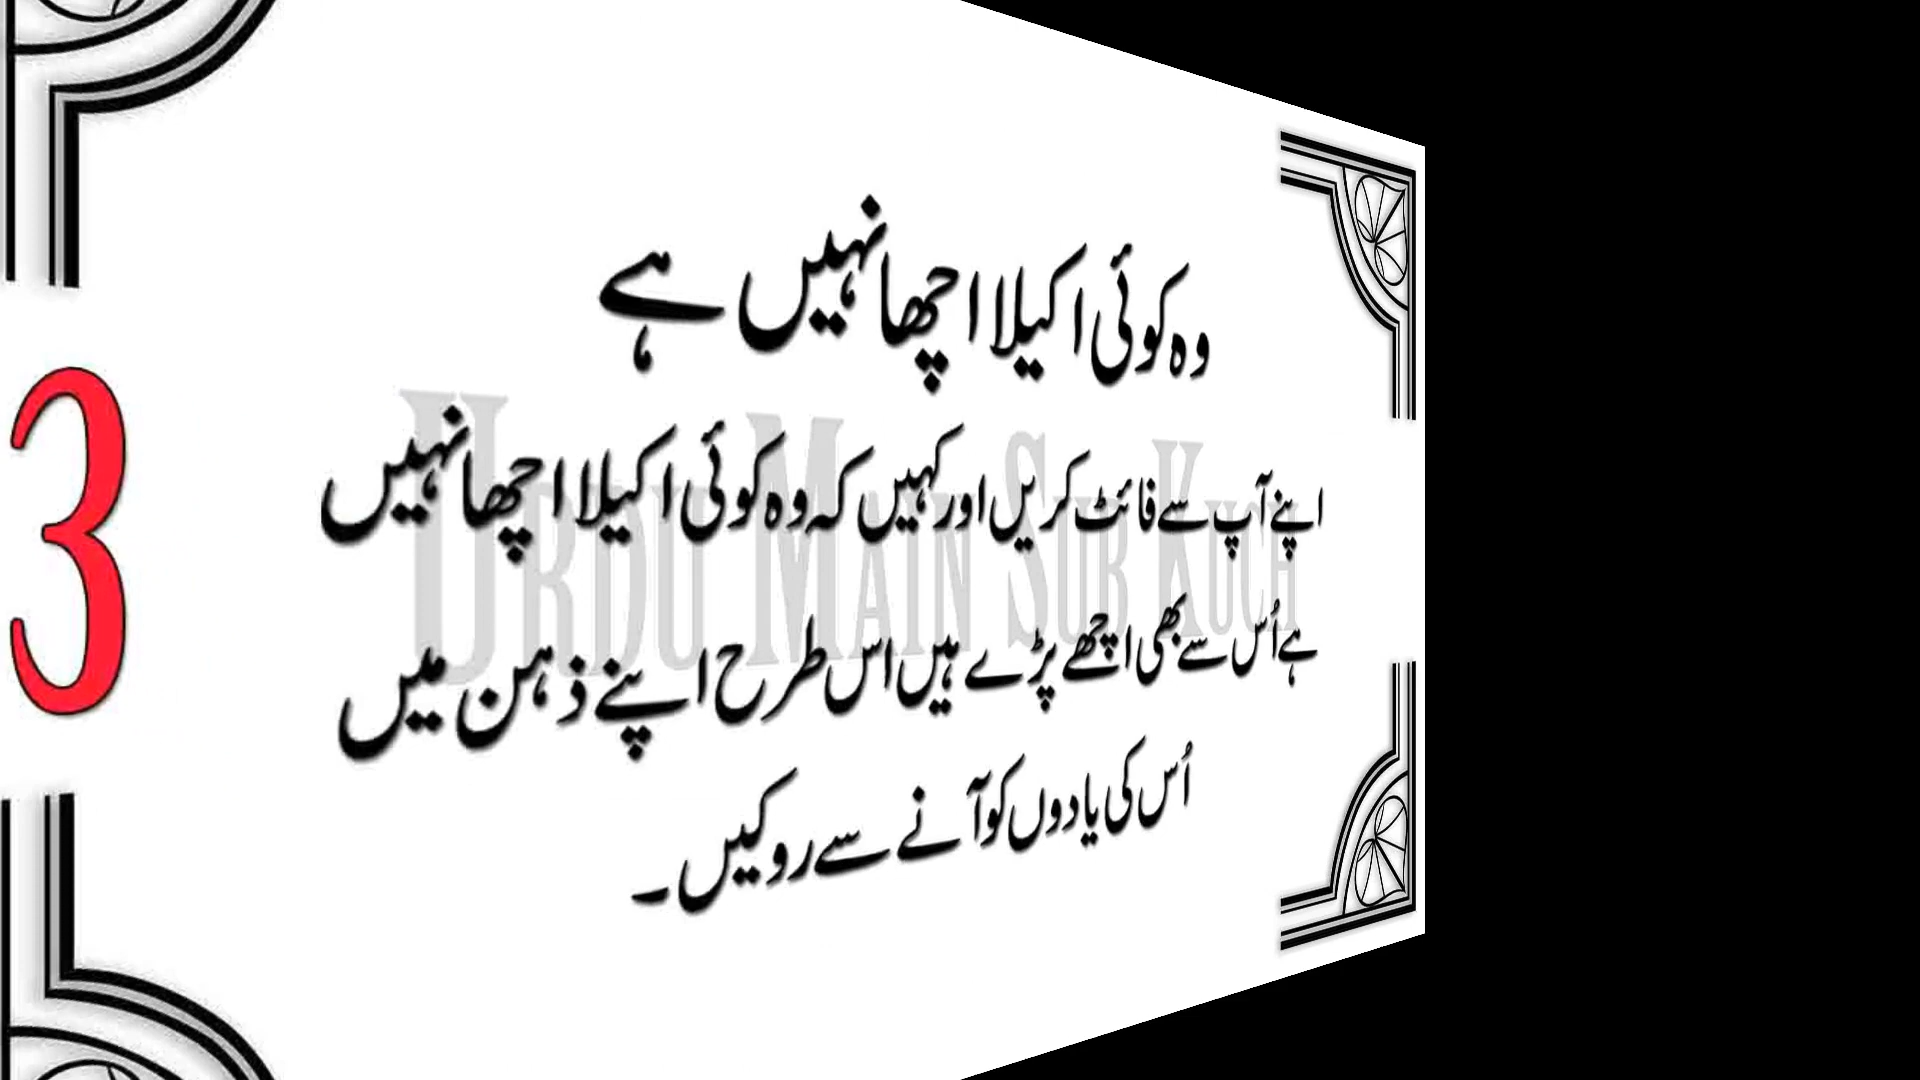 وہ کوئی اکیلا اچھا نہیں ہے
3
URDU MAIN SUB KUCH
اپنے آپ سے فائٹ کریں اور کہیں کہ وہ کوئی اکیلا اچھا نہیں
ہے اُس سے بھی اچھے پڑے ہیں اس طرح اپنے ذہن میں
اُس کی یادوں کو آنے سے روکیں۔